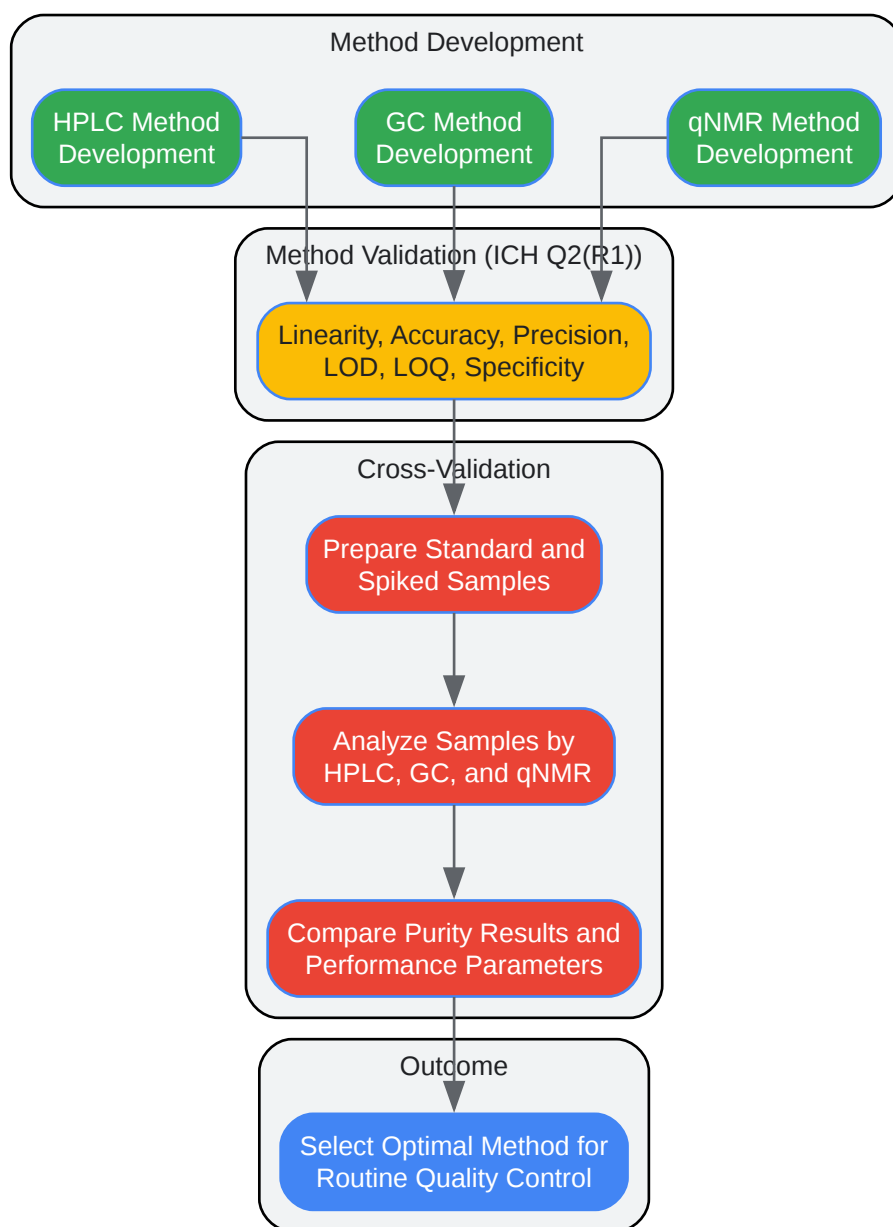 Method Development
HPLC Method
Development
GC Method
Development
qNMR Method
Development
Method Validation (ICH Q2(R1))
Linearity, Accuracy, Precision,
LOD, LOQ, Specificity
Cross-Validation
Prepare Standard and
Spiked Samples
Analyze Samples by
HPLC, GC, and qNMR
Compare Purity Results and
Performance Parameters
Outcome
Select Optimal Method for
Routine Quality Control